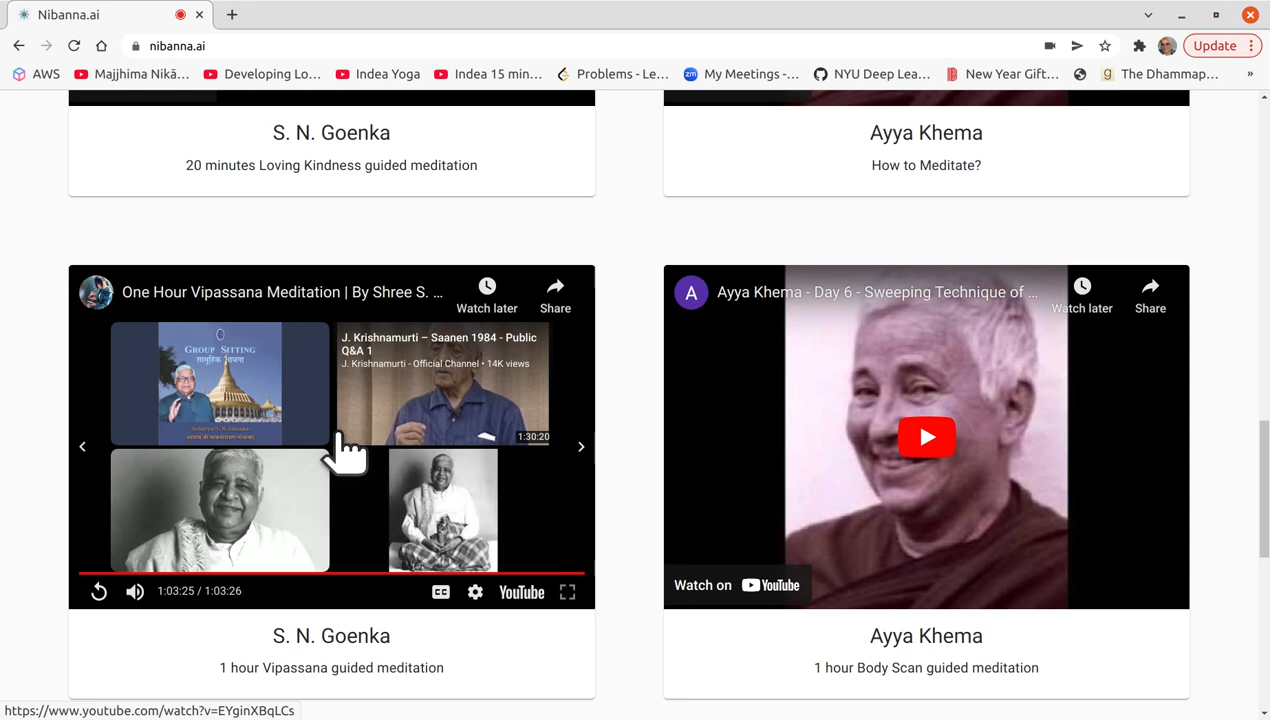 Nibanna.ai
nibanna.ai
Update
AWS
Majjhima Nikā...
Developing Lo...
Indea Yoga
Indea 15 min...
Problems - Le...
My Meetings -...
NYU Deep Lea...
New Year Gift...
The Dhammap...
S. N. Goenka
20 minutes Loving Kindness guided meditation
Ayya Khema
How to Meditate?
One Hour Vipassana Meditation | By Shree S. ...
Watch later
Share
GROUP SITTING
J. Krishnamurti – Saanen 1984 - Public
Q&A 1
J. Krishnamurti - Official Channel • 14K views
1:30:20
1:03:25 / 1:03:26
CC
YouTube
S. N. Goenka
1 hour Vipassana guided meditation
A
Ayya Khema - Day 6 - Sweeping Technique of ...
Watch later
Share
Watch on YouTube
Ayya Khema
1 hour Body Scan guided meditation
https://www.youtube.com/watch?v=EYginXBqLCs